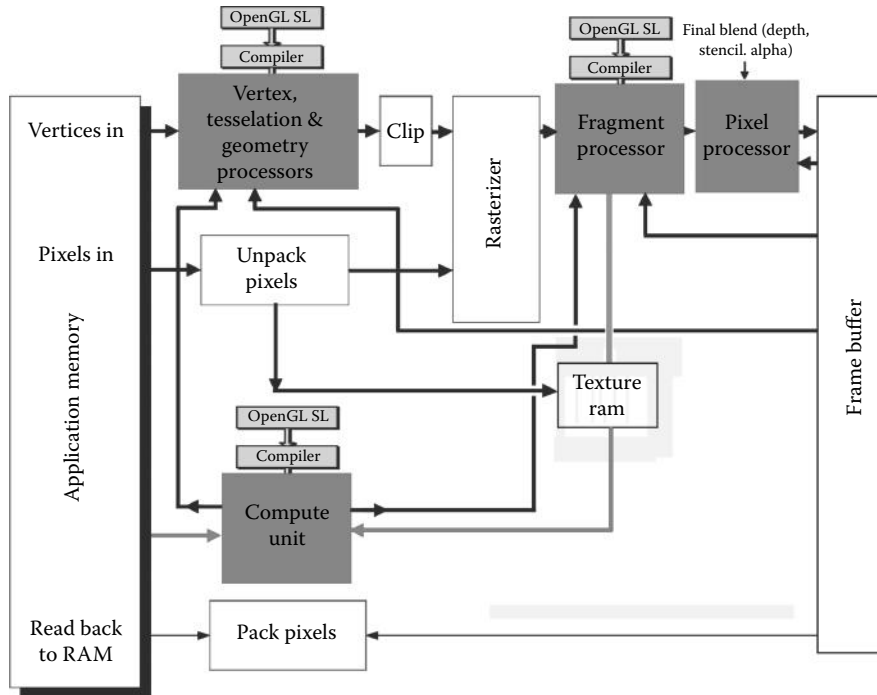 OpenGL SL
Compiler
Vertex,
tesselation &
geometry
processors
OpenGL SL
Compiler
Fragment
processor
Final blend (depth,
stencil. alpha)
Pixel
processor
Vertices in
Clip
Rasterizer
Pixels in
Unpack
pixels
Application memory
Frame buffer
Texture
ram
OpenGL SL
Compiler
Compute
unit
Read back
to RAM
Pack pixels